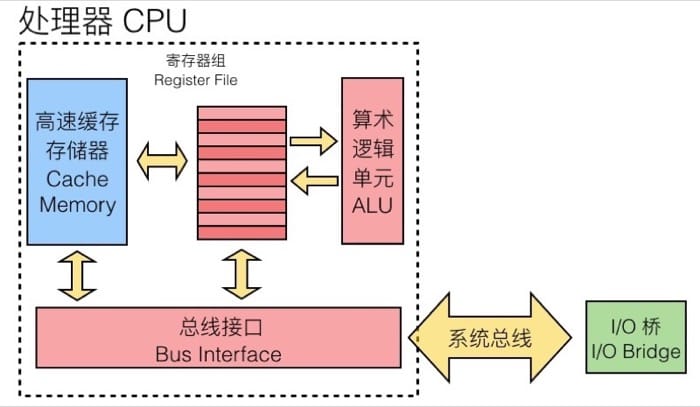 处理器 CPU
寄存器组
Register File
高速缓存
存储器
Cache
Memory
算术
逻辑
单元
ALU
总线接口
Bus Interface
系统总线
I/O 桥
I/O Bridge